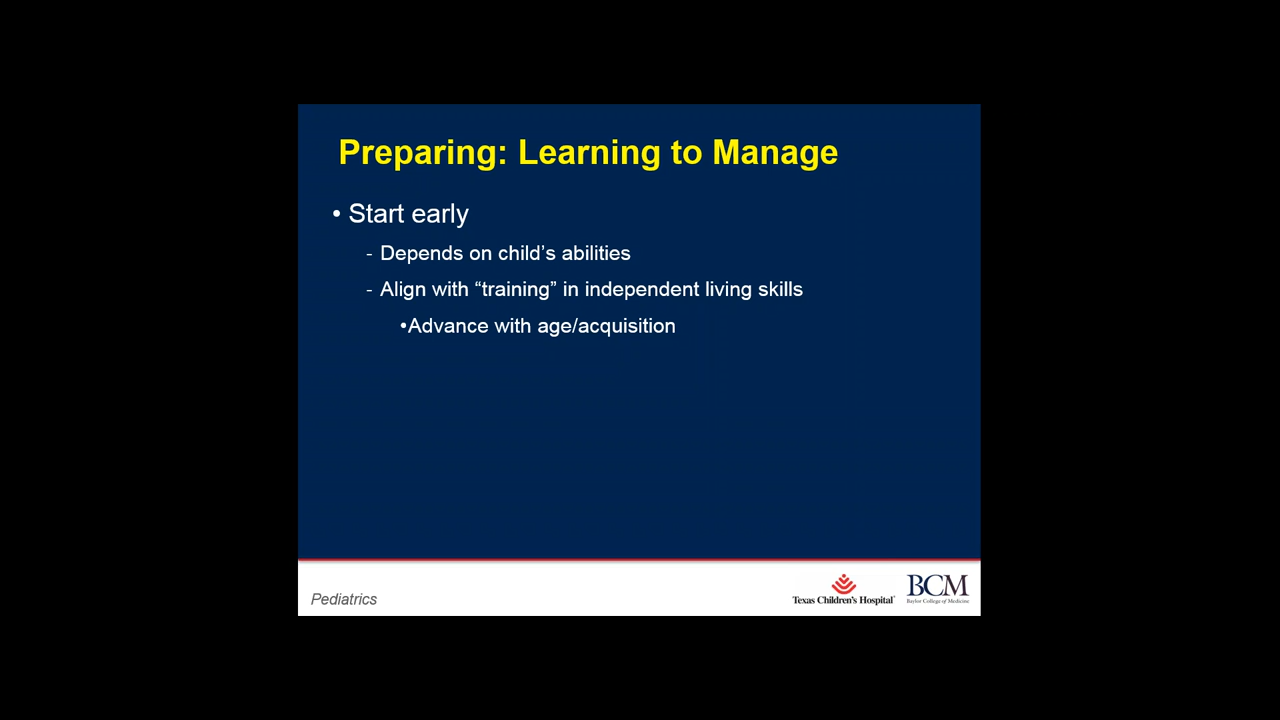 Preparing: Learning to Manage
• Start early
- Depends on child’s abilities
- Align with “training” in independent living skills
•Advance with age/acquisition
Pediatrics
Texas Children's Hospital
BCM
Baylor College of Medicine